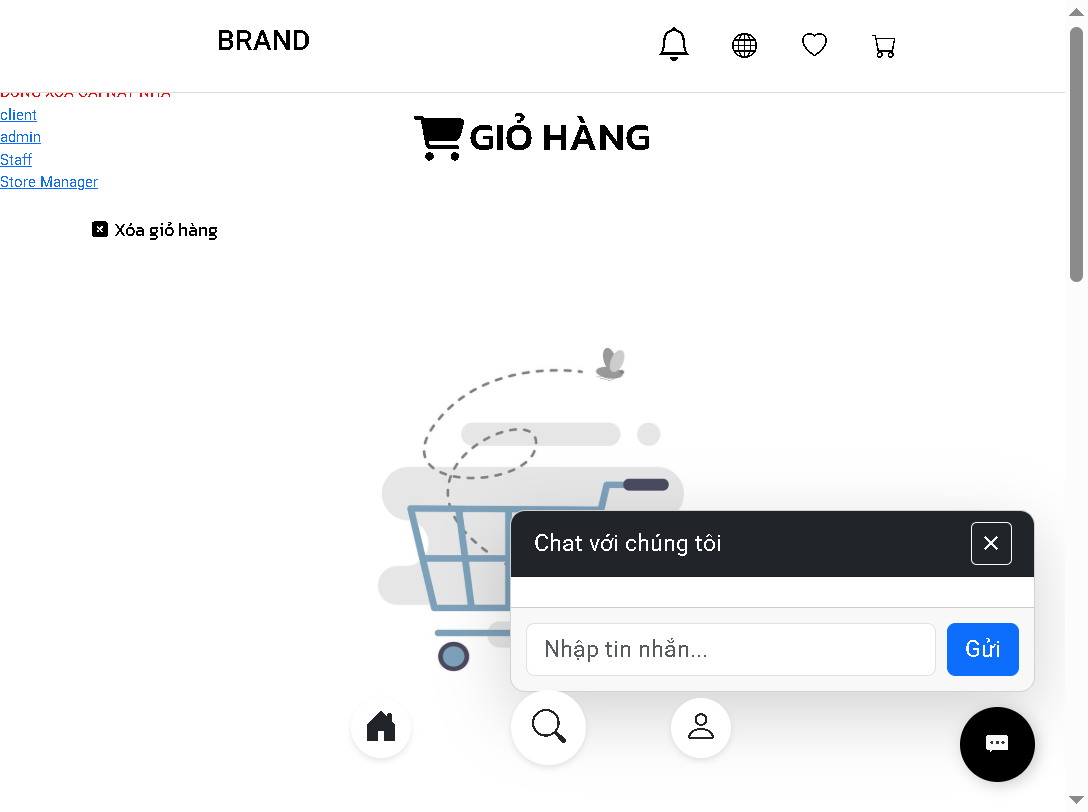 BRAND
client
admin
Staff
Store Manager
GIỎ HÀNG
Xóa giỏ hàng
Chat với chúng tôi
Nhập tin nhắn...
Gửi